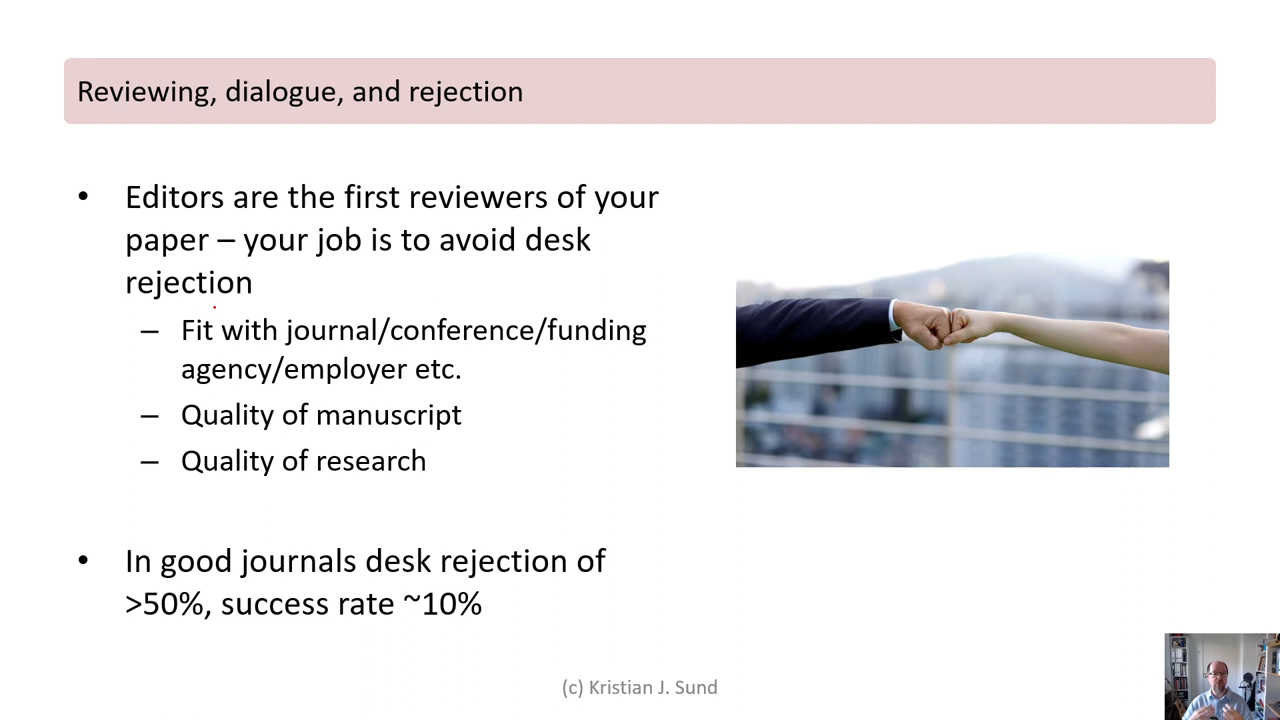 Reviewing, dialogue, and rejection
• Editors are the first reviewers of your
paper – your job is to avoid desk
rejection
– Fit with journal/conference/funding
agency/employer etc.
– Quality of manuscript
– Quality of research
• In good journals desk rejection of
>50%, success rate ~10%
(c) Kristian J. Sund